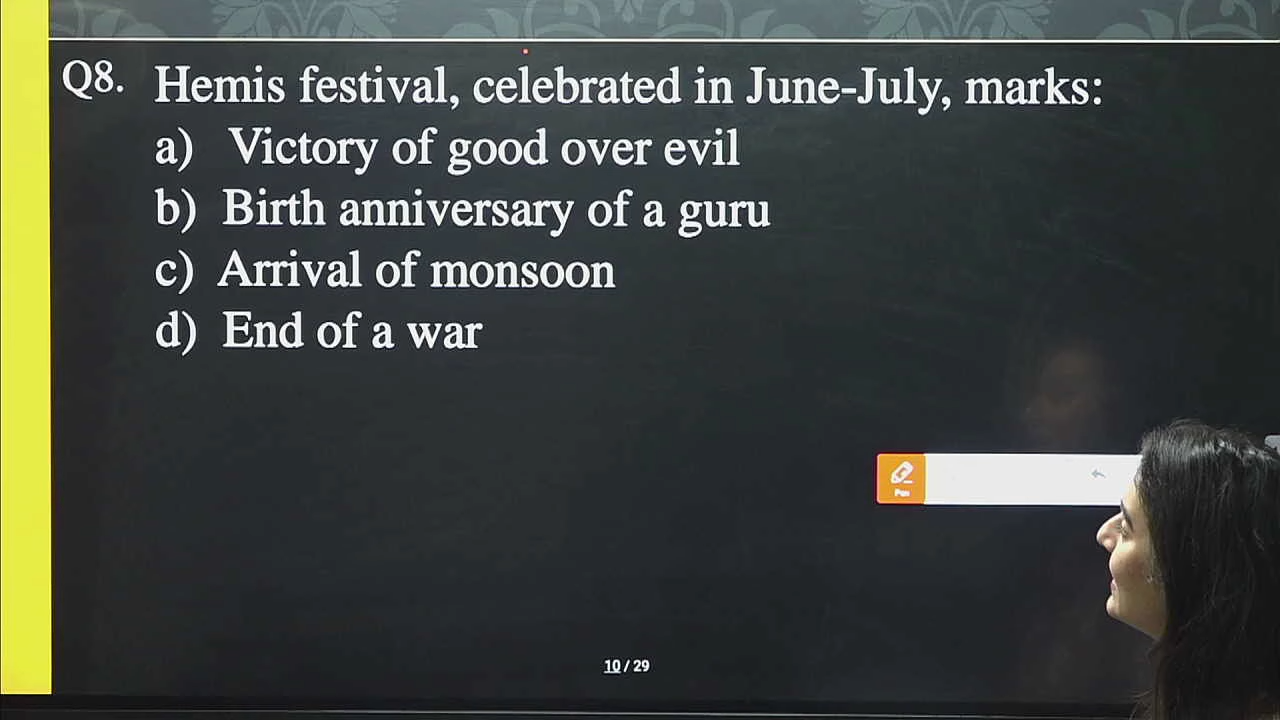 Q8. Hemis festival, celebrated in June-July, marks:
a) Victory of good over evil
b) Birth anniversary of a guru
c) Arrival of monsoon
d) End of a war
Pen
10 / 29